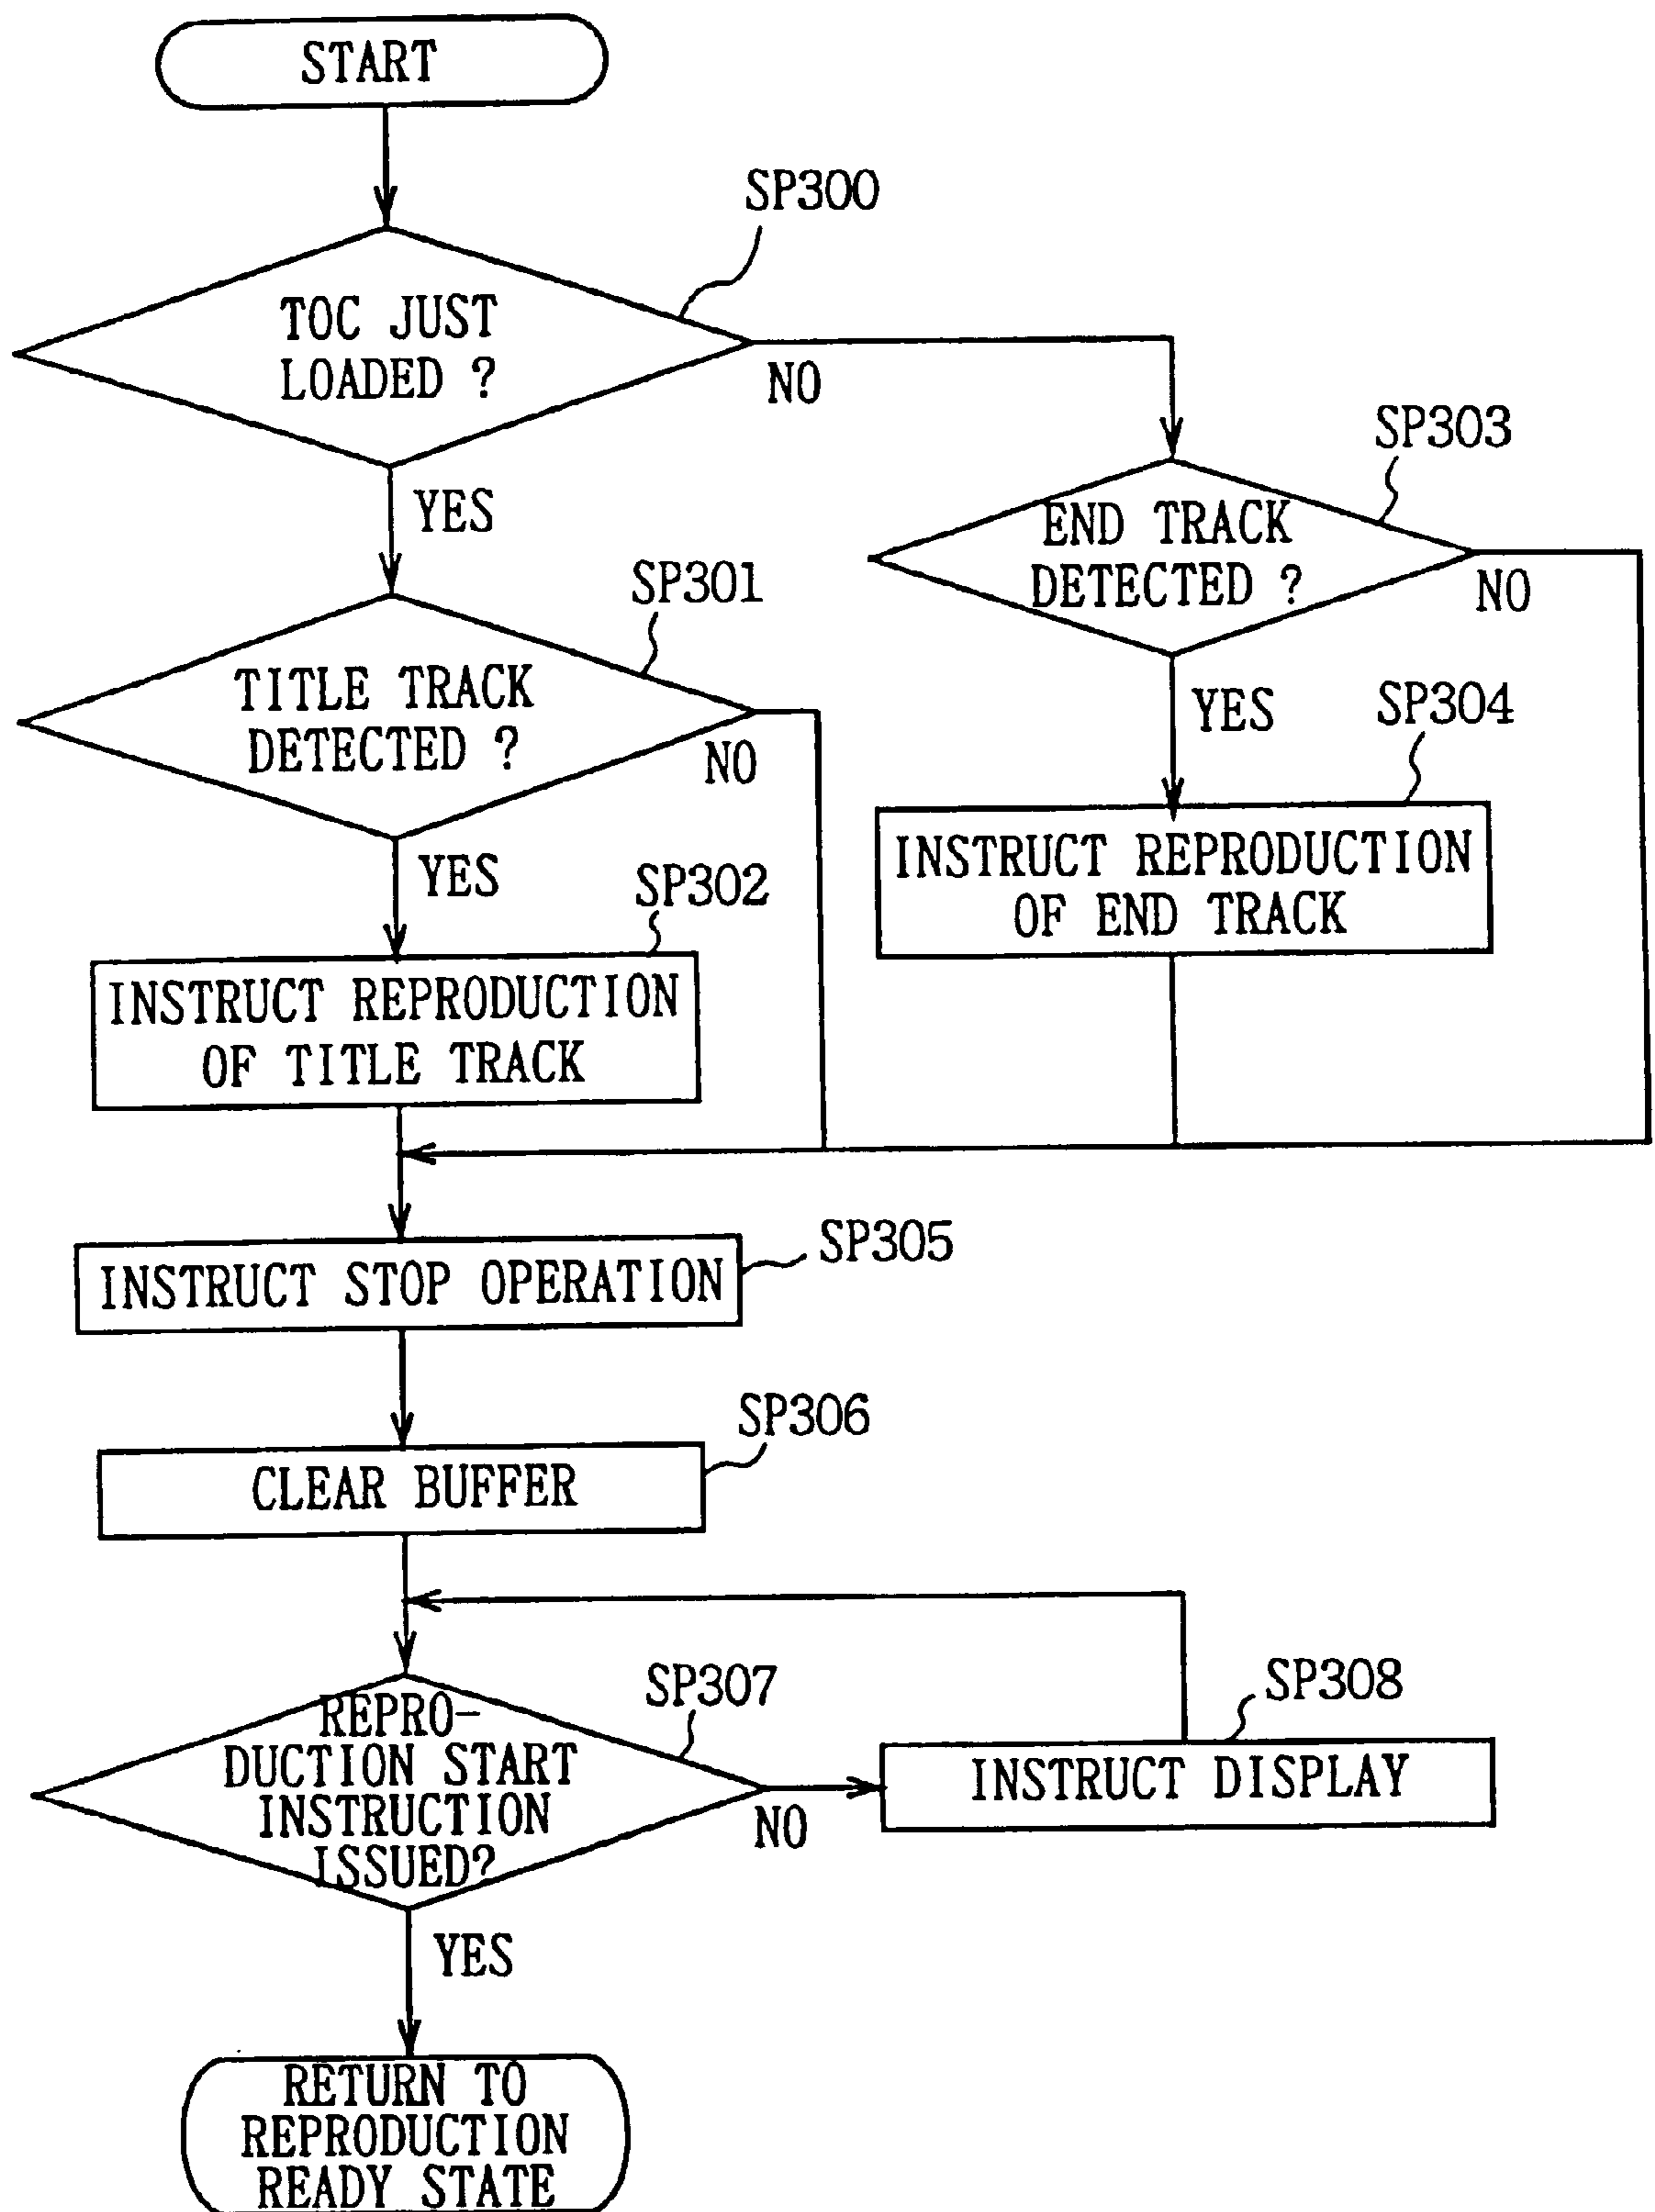 START
SP300
TOC JUST
LOADED ?
NO
YES
SP303
END TRACK
DETECTED ?
NO
SP301
TITLE TRACK
DETECTED ?
NO
YES
YES
SP304
INSTRUCT REPRODUCTION
OF END TRACK
SP302
INSTRUCT REPRODUCTION
OF TITLE TRACK
SP305
INSTRUCT STOP OPERATION
SP306
CLEAR BUFFER
SP307
REPRO-
DUCTION START
INSTRUCTION
ISSUED?
NO
SP308
INSTRUCT DISPLAY
YES
RETURN TO
REPRODUCTION
READY STATE